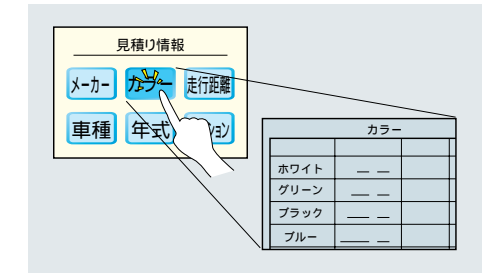 見積り情報
メーカー
カラー
走行距離
車種
年式
カラー
ホワイト
グリーン
ブラック
ブルー